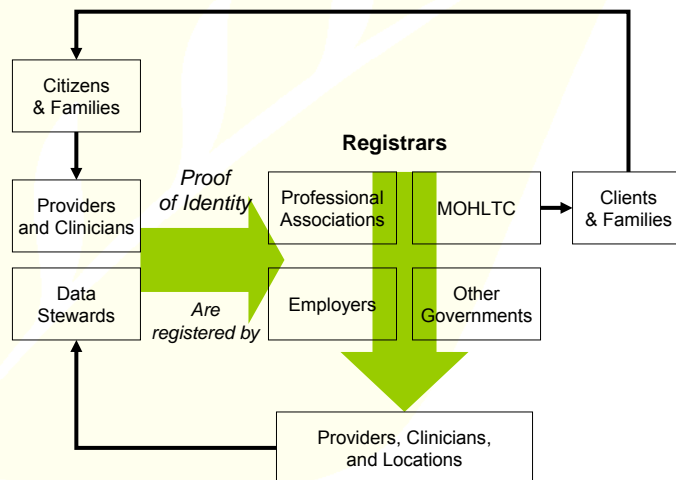 Citizens
& Families
Registrars
Proof
of Identity
Providers
and Clinicians
Professional
Associations
MOHLTC
Clients
& Families
Data
Stewards
Are
registered by
Employers
Other
Governments
Providers, Clinicians,
and Locations